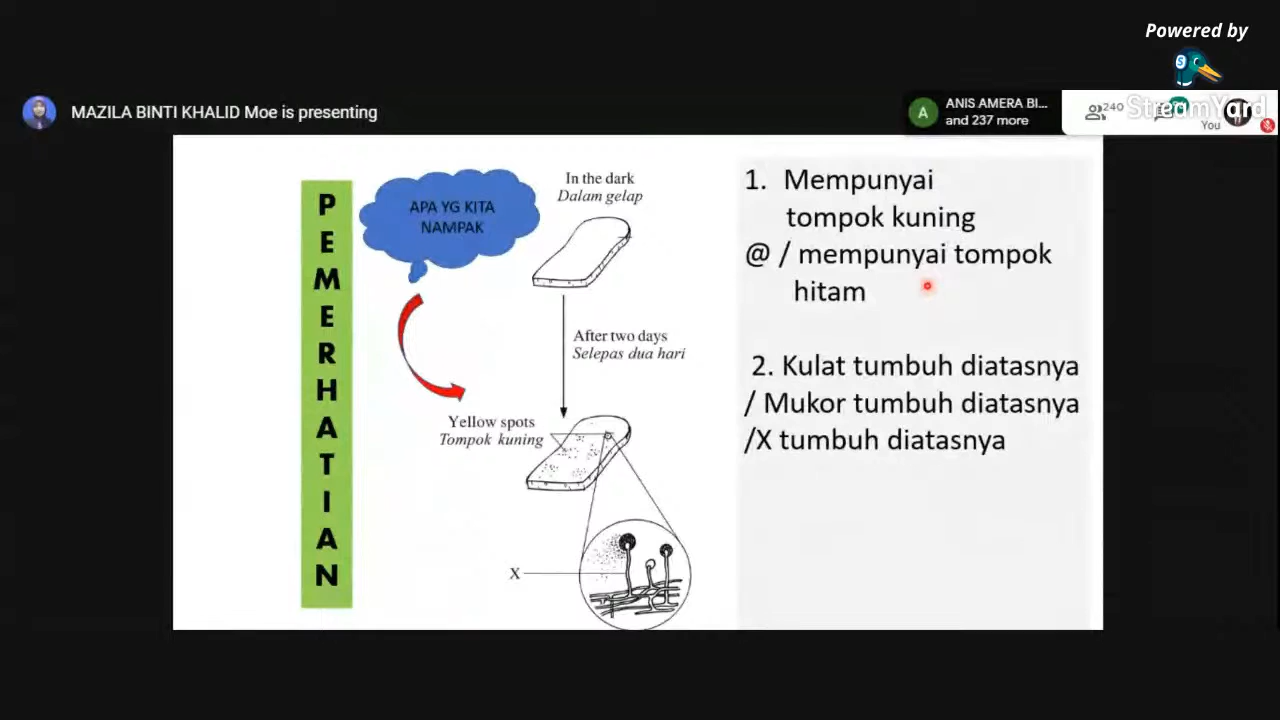 Powered by
StreamYard
MAZILA BINTI KHALID Moe is presenting
A
ANIS AMERA BI...
and 237 more
240
You
PEMERHATIAN
APA YG KITA
NAMPAK
In the dark
Dalam gelap
After two days
Selepas dua hari
Yellow spots
Tompok kuning
X
1. Mempunyai
tompok kuning
@ / mempunyai tompok
hitam
2. Kulat tumbuh diatasnya
/ Mukor tumbuh diatasnya
/X tumbuh diatasnya